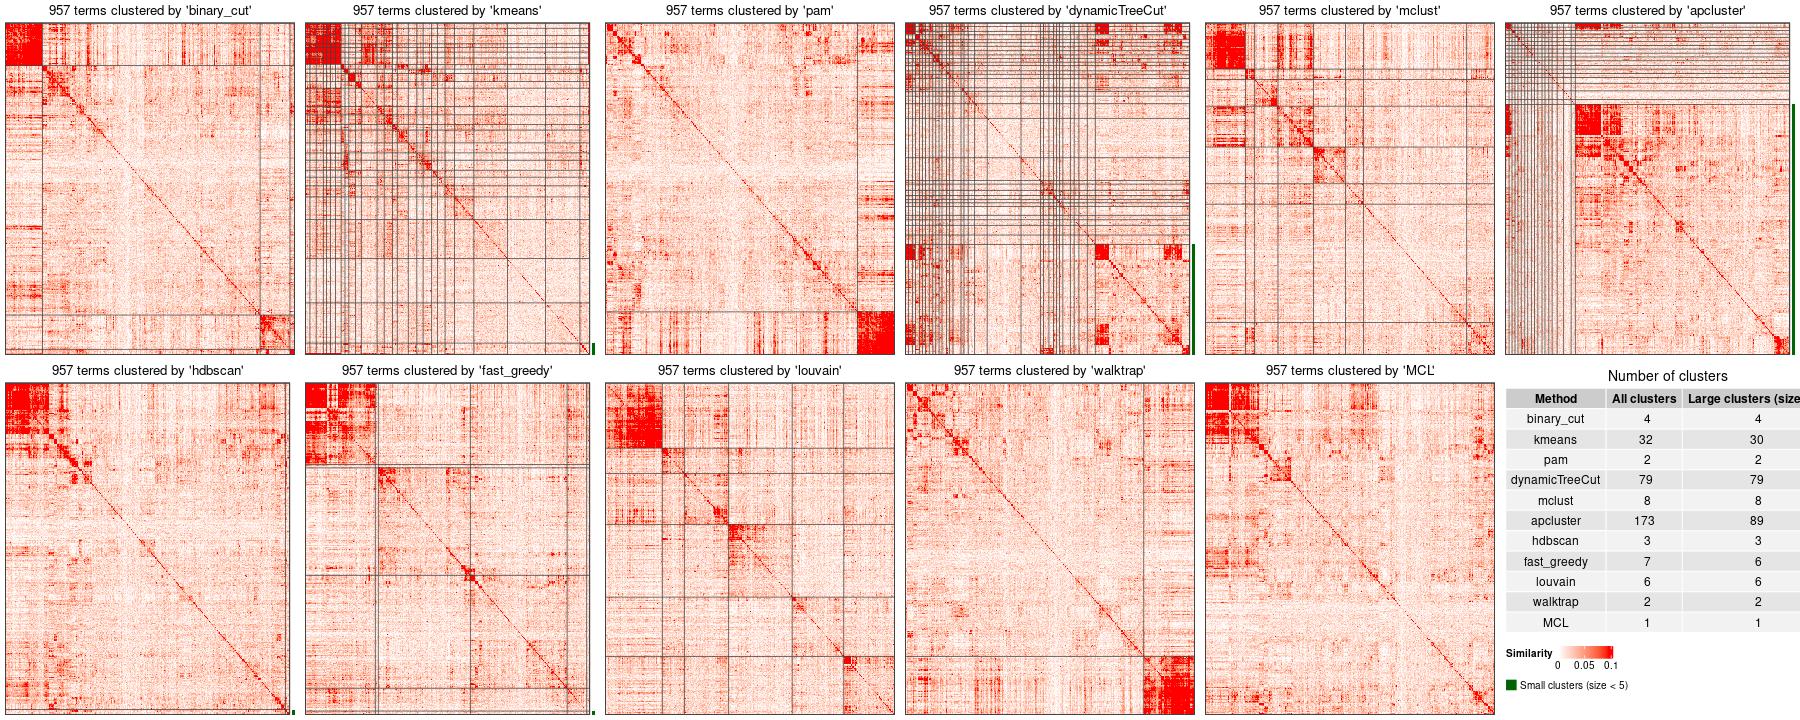 957 terms clustered by 'binary_cut'
957 terms clustered by 'kmeans'
957 terms clustered by 'pam'
957 terms clustered by 'dynamicTreeCut'
957 terms clustered by 'mclust'
957 terms clustered by 'apcluster'
957 terms clustered by 'hdbscan'
957 terms clustered by 'fast_greedy'
957 terms clustered by 'louvain'
957 terms clustered by 'walktrap'
957 terms clustered by 'MCL'
Number of clusters
Method All clusters Large clusters (size
binary_cut 4 4
kmeans 32 30
pam 2 2
dynamicTreeCut 79 79
mclust 8 8
apcluster 173 89
hdbscan 3 3
fast_greedy 7 6
louvain 6 6
walktrap 2 2
MCL 1 1
Similarity
0 0.05 0.1
Small clusters (size < 5)